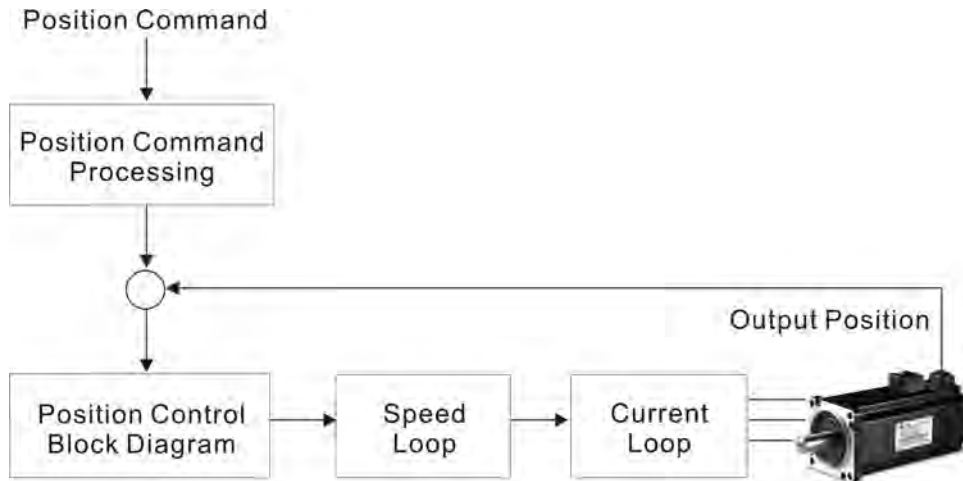 Position Command
Position Command
Processing
Output Position
Position Control
Block Diagram
Speed
Loop
Current
Loop